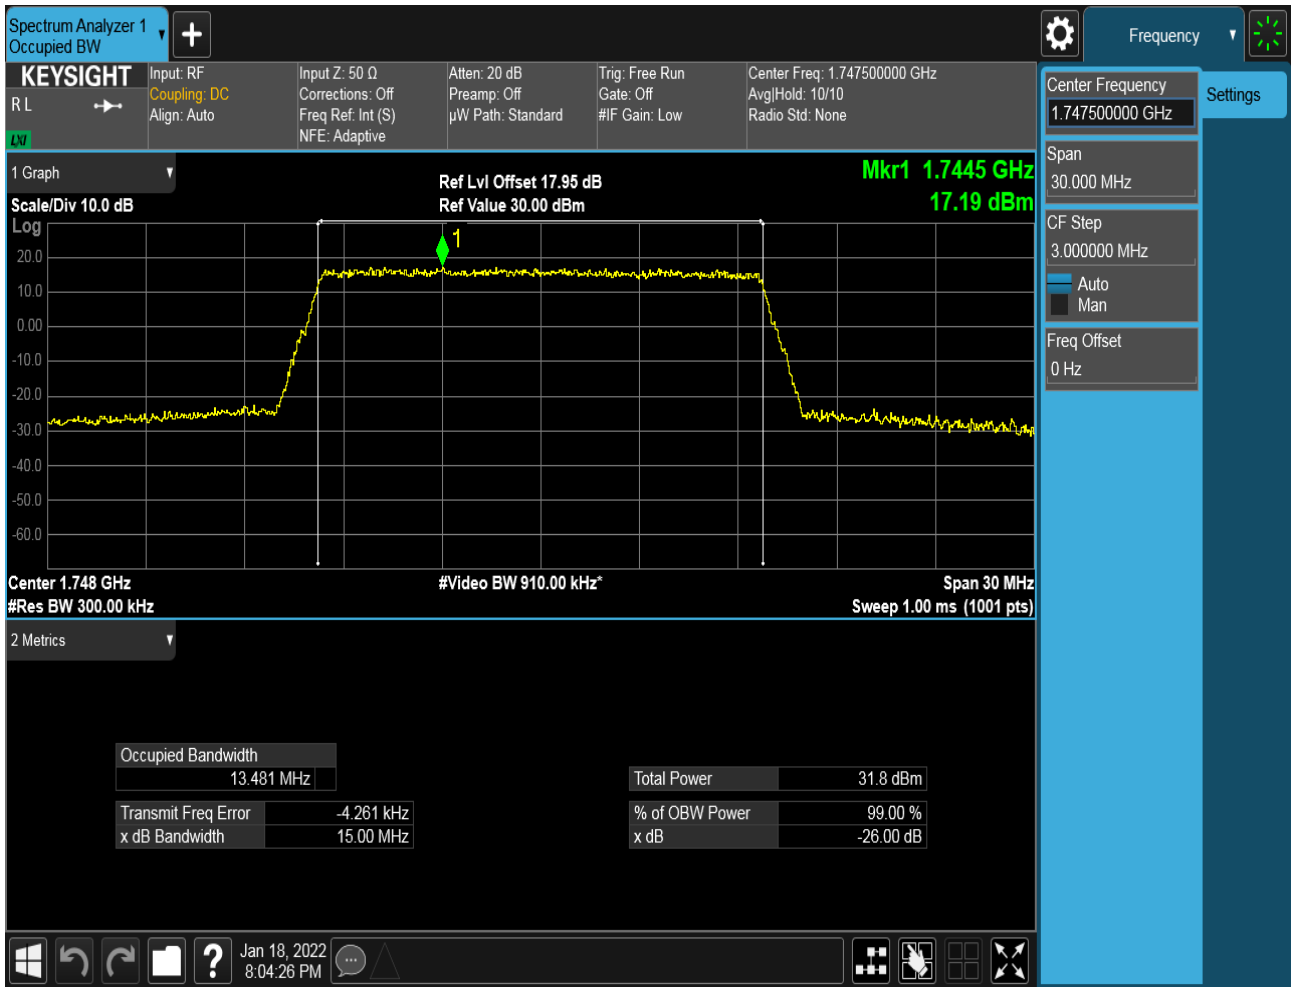 Spectrum Analyzer 1
Occupied BW
Frequency
KEYSIGHT
R L
LXI
Input: RF
Coupling: DC
Align: Auto
Input Z: 50 Ω
Corrections: Off
Freq Ref: Int (S)
NFE: Adaptive
Atten: 20 dB
Preamp: Off
µW Path: Standard
Trig: Free Run
Gate: Off
#IF Gain: Low
Center Freq: 1.747500000 GHz
Avg|Hold: 10/10
Radio Std: None
Center Frequency
1.747500000 GHz
Settings
Span
30.000 MHz
CF Step
3.000000 MHz
Auto
Man
Freq Offset
0 Hz
1 Graph
Scale/Div 10.0 dB
Log
Ref Lvl Offset 17.95 dB
Ref Value 30.00 dBm
Mkr1 1.7445 GHz
17.19 dBm
1
20.0
10.0
0.00
-10.0
-20.0
-30.0
-40.0
-50.0
-60.0
Center 1.748 GHz
#Res BW 300.00 kHz
#Video BW 910.00 kHz*
Span 30 MHz
Sweep 1.00 ms (1001 pts)
2 Metrics
Occupied Bandwidth
13.481 MHz
Transmit Freq Error -4.261 kHz
x dB Bandwidth 15.00 MHz
Total Power 31.8 dBm
% of OBW Power 99.00 %
x dB -26.00 dB
?
Jan 18, 2022
8:04:26 PM